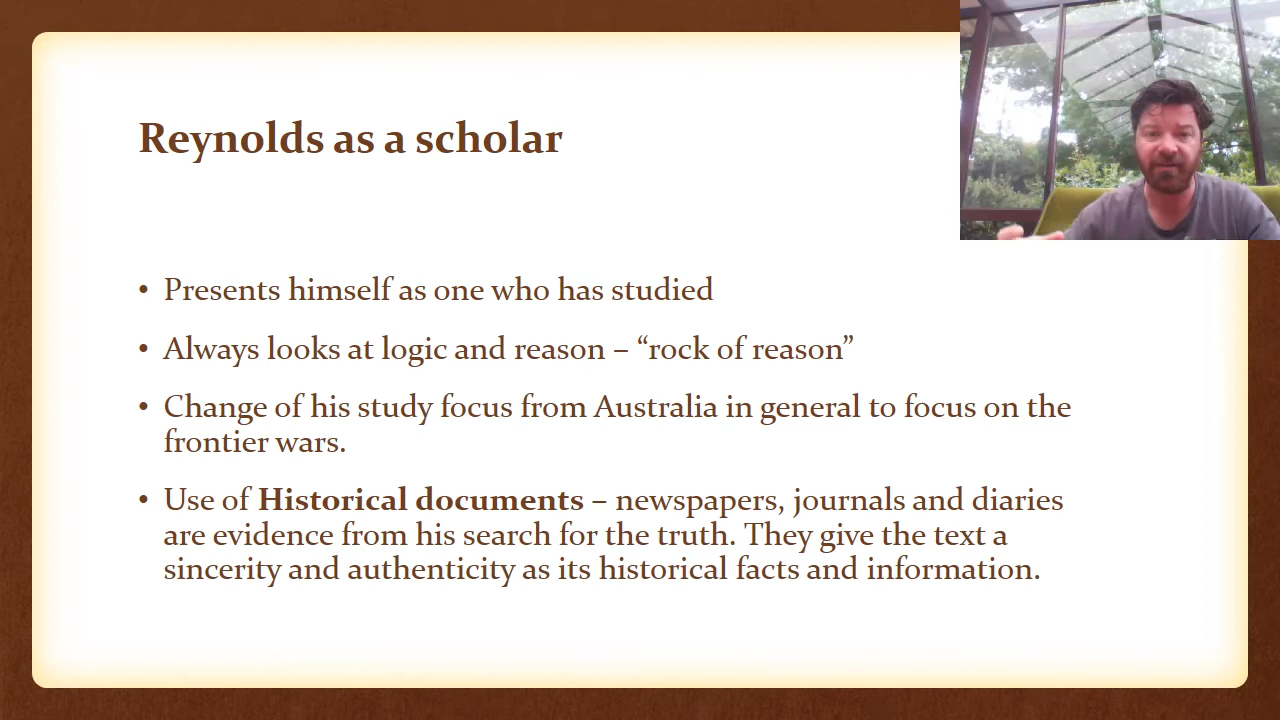 Reynolds as a scholar
• Presents himself as one who has studied
• Always looks at logic and reason – “rock of reason”
• Change of his study focus from Australia in general to focus on the
frontier wars.
• Use of Historical documents – newspapers, journals and diaries
are evidence from his search for the truth. They give the text a
sincerity and authenticity as its historical facts and information.